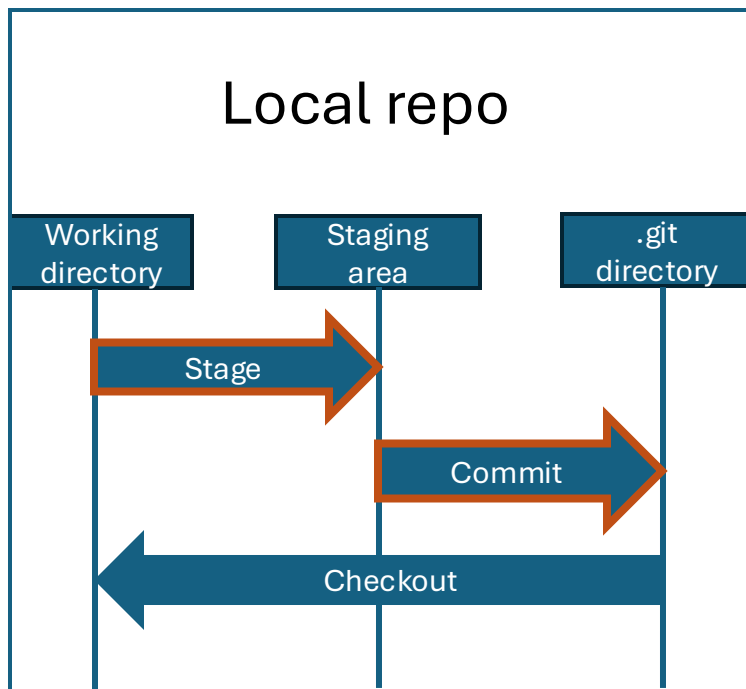 Local repo
Working
directory
Staging
area
.git
directory
Stage
Commit
Checkout